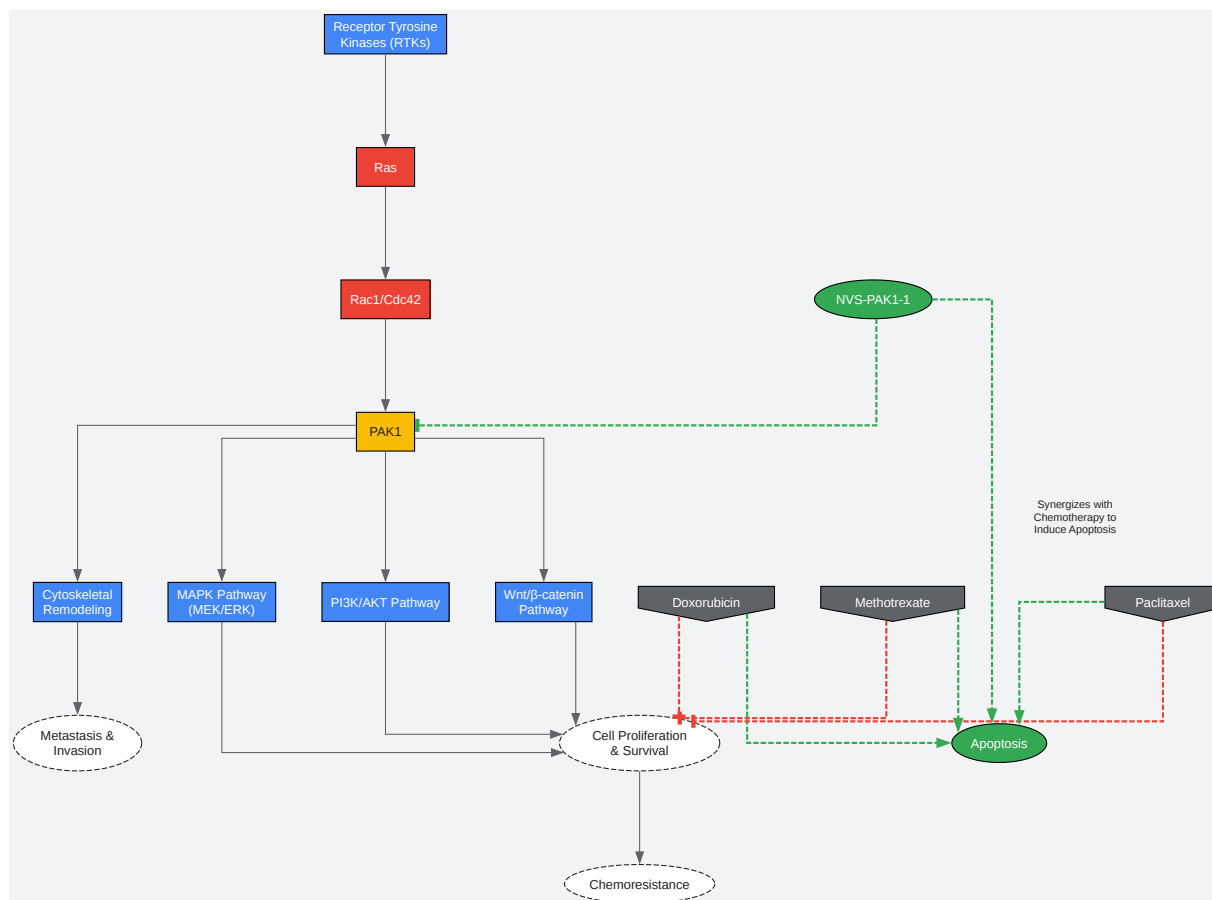 Receptor Tyrosine
Kinases (RTKs)
Ras
Rac1/Cdc42
NVS-PAK1-1
PAK1
Synergizes with
Chemotherapy to
Induce Apoptosis
Cytoskeletal
Remodeling
MAPK Pathway
(MEK/ERK)
PI3K/AKT Pathway
Wnt/β-catenin
Pathway
Doxorubicin
Methotrexate
Paclitaxel
Metastasis &
Invasion
Cell Proliferation
& Survival
Apoptosis
Chemoresistance